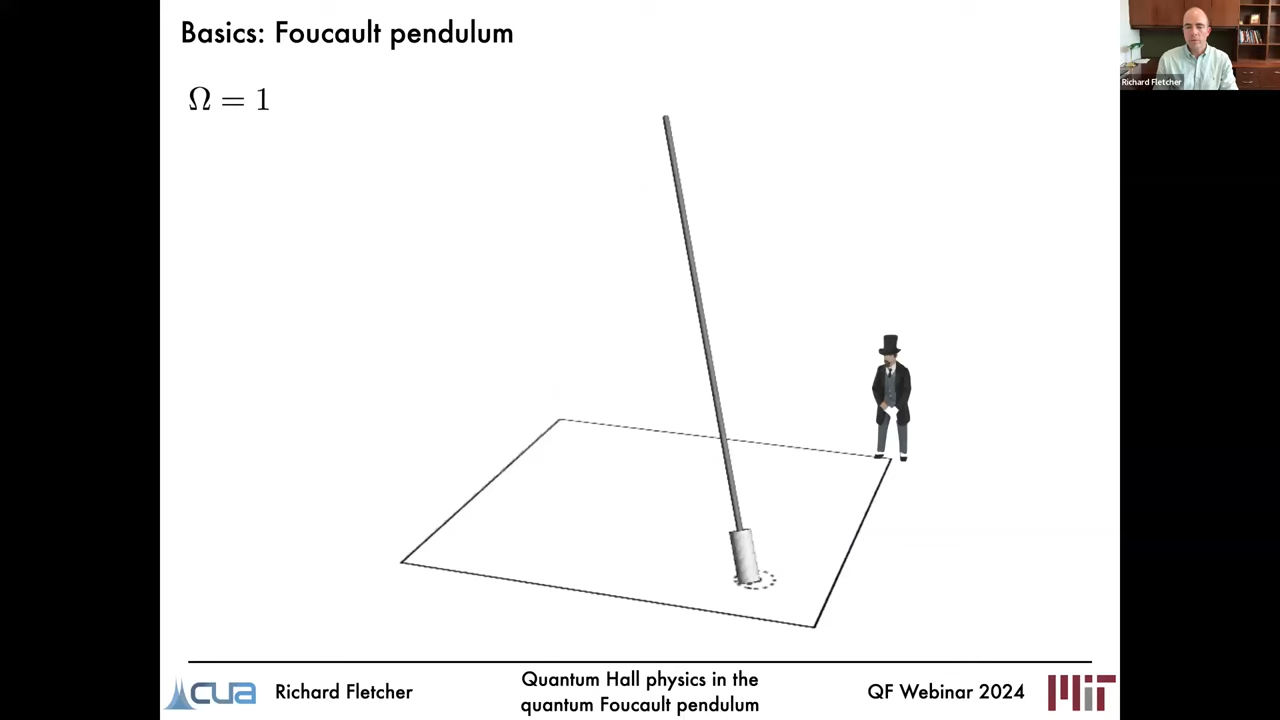 Basics: Foucault pendulum
Ω = 1
Richard Fletcher
CUA
Richard Fletcher
Quantum Hall physics in the
quantum Foucault pendulum
QF Webinar 2024
MIT